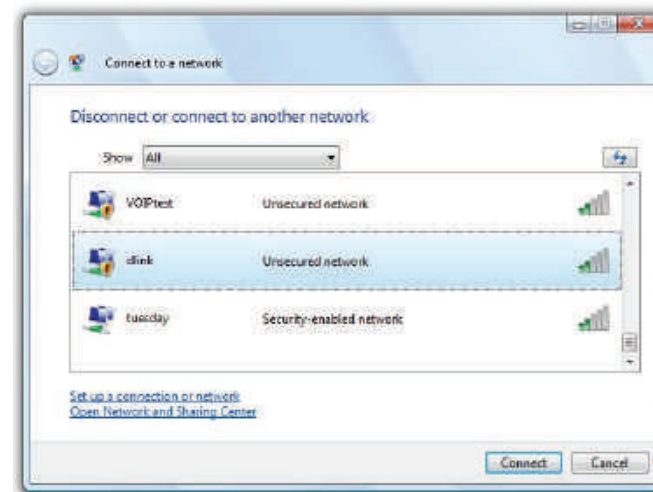 Connect to a network
Disconnect or connect to another network
Show All
VOIPtest Unsecured network
dlink Unsecured network
tuesday Security-enabled network
Set up a connection or network
Open Network and Sharing Center
Connect Cancel